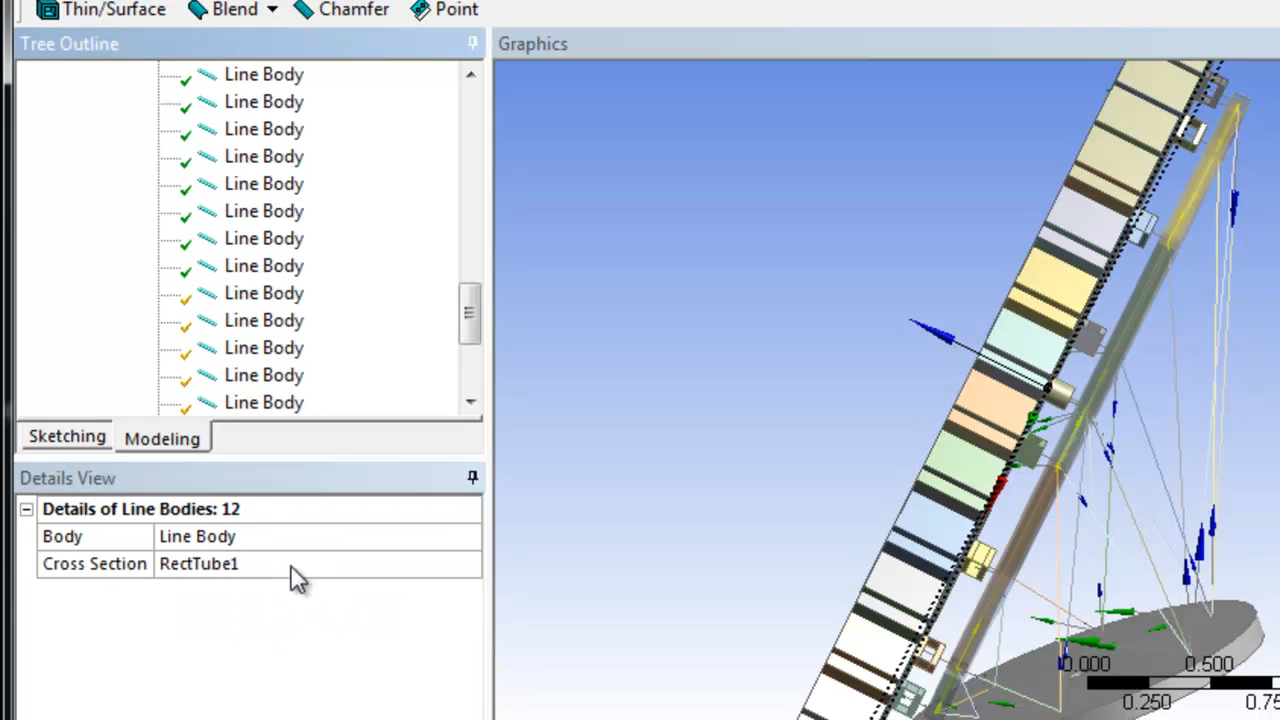 Thin/Surface Blend Chamfer Point
Tree Outline
Line Body
Line Body
Line Body
Line Body
Line Body
Line Body
Line Body
Line Body
Line Body
Line Body
Line Body
Line Body
Line Body
Sketching Modeling
Details View
Details of Line Bodies: 12
Body Line Body
Cross Section RectTube1
Graphics
0.000 0.500
0.250 0.75